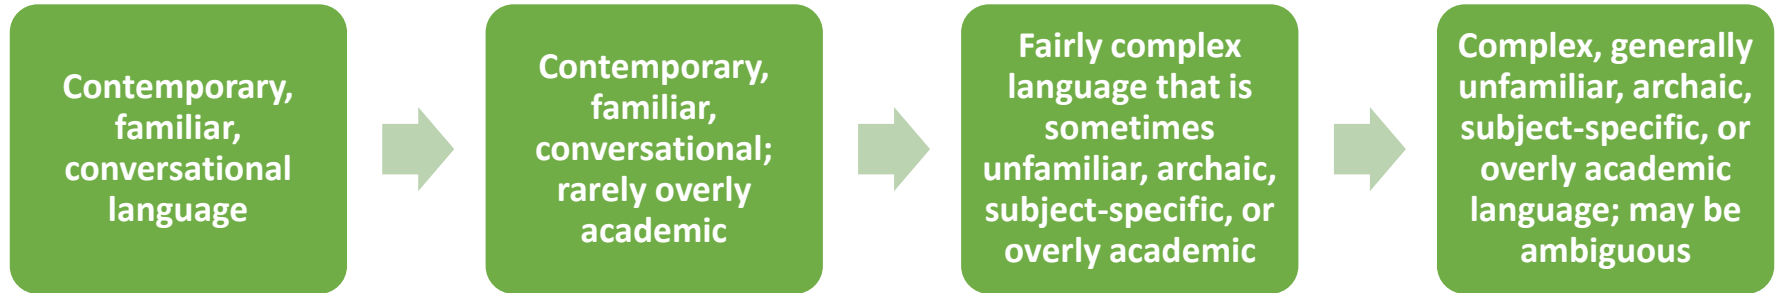 Contemporary,
familiar,
conversational
language
Contemporary,
familiar,
conversational;
rarely overly
academic
Fairly complex
language that is
sometimes
unfamiliar, archaic,
subject-specific, or
overly academic
Complex, generally
unfamiliar, archaic,
subject-specific, or
overly academic
language; may be
ambiguous